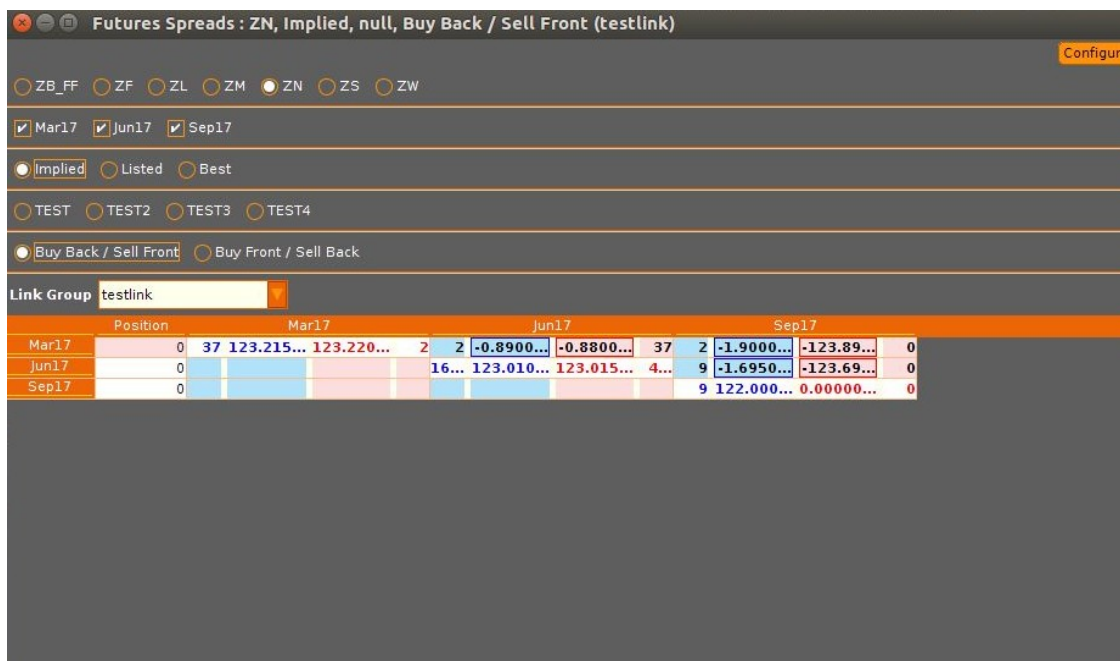 Futures Spreads : ZN, Implied, null, Buy Back / Sell Front (testlink)
Configur
ZB_FF ZF ZL ZM ZN ZS ZW
Mar17 Jun17 Sep17
Implied Listed Best
TEST TEST2 TEST3 TEST4
Buy Back / Sell Front Buy Front / Sell Back
Link Group testlink
Position Mar17 Jun17 Sep17
Mar17 0 37 123.215... 123.220... 2 2 -0.8900... -0.8800... 37 2 -1.9000... -123.89... 0
Jun17 0 16... 123.010... 123.015... 4... 9 -1.6950... -123.69... 0
Sep17 0 9 122.000... 0.00000... 0